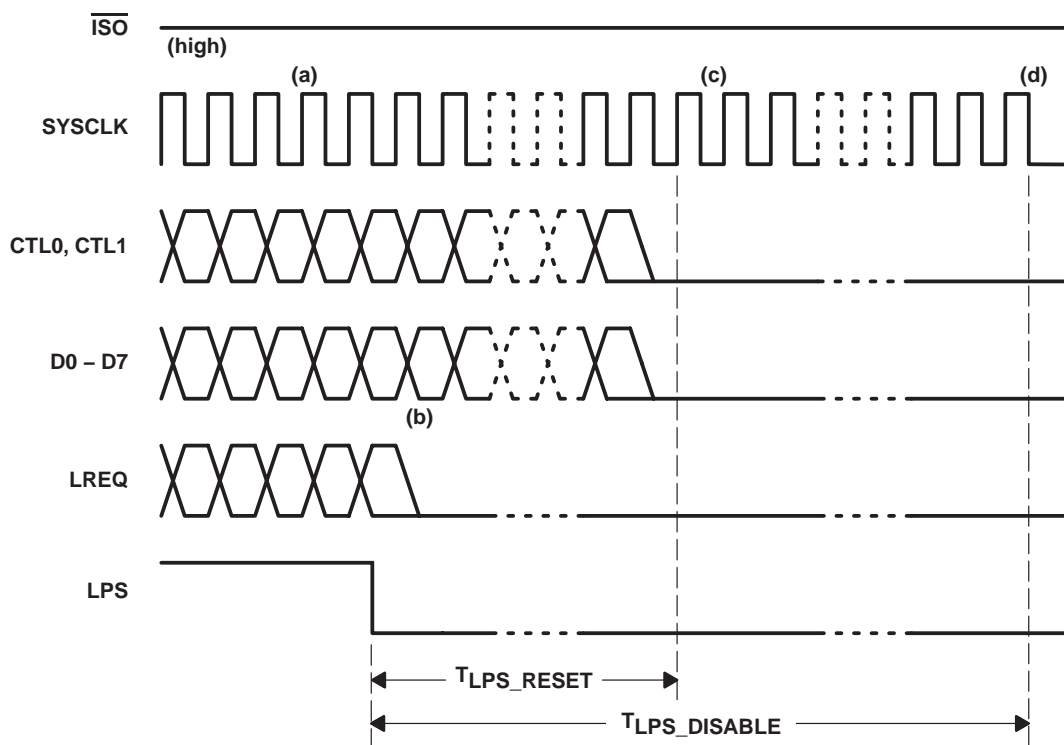 ISO
(high)
(a)
(c)
(d)
SYSCLK
CTL0, CTL1
D0 – D7
(b)
LREQ
LPS
TLPS_RESET
TLPS_DISABLE